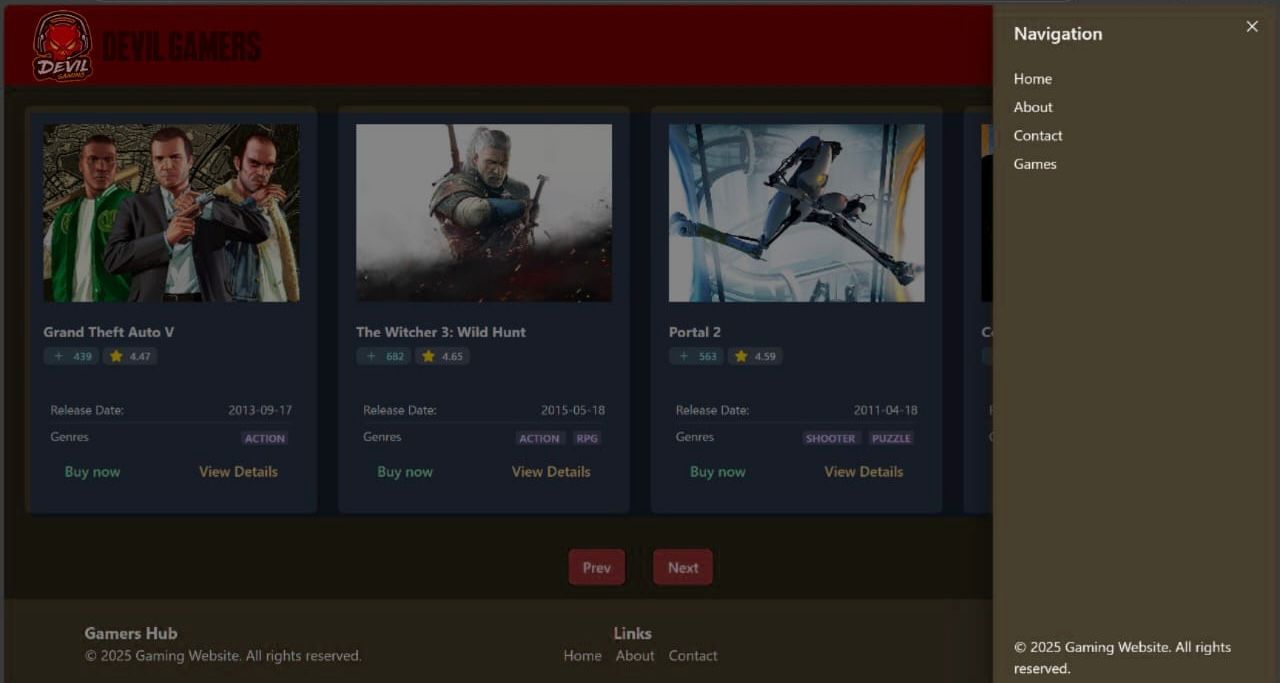 DEVIL GAMING
DEVIL GAMERS
Grand Theft Auto V
+ 439 4.47
Release Date: 2013-09-17
Genres ACTION
Buy now View Details
The Witcher 3: Wild Hunt
+ 682 4.65
Release Date: 2015-05-18
Genres ACTION RPG
Buy now View Details
Portal 2
+ 563 4.59
Release Date: 2011-04-18
Genres SHOOTER PUZZLE
Buy now View Details
Prev Next
Gamers Hub
© 2025 Gaming Website. All rights reserved.
Links
Home About Contact
Navigation
Home
About
Contact
Games
© 2025 Gaming Website. All rights
reserved.